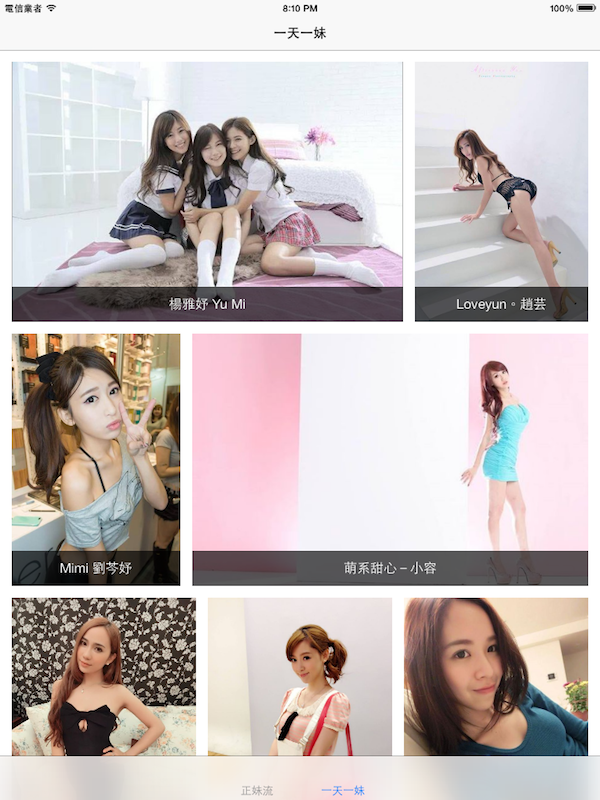 電信業者
8:10 PM
100%
一天一妹
楊雅妤 Yu Mi
Loveyun。趙芸
Mimi 劉芩妤
萌系甜心 – 小容
正妹流
一天一妹